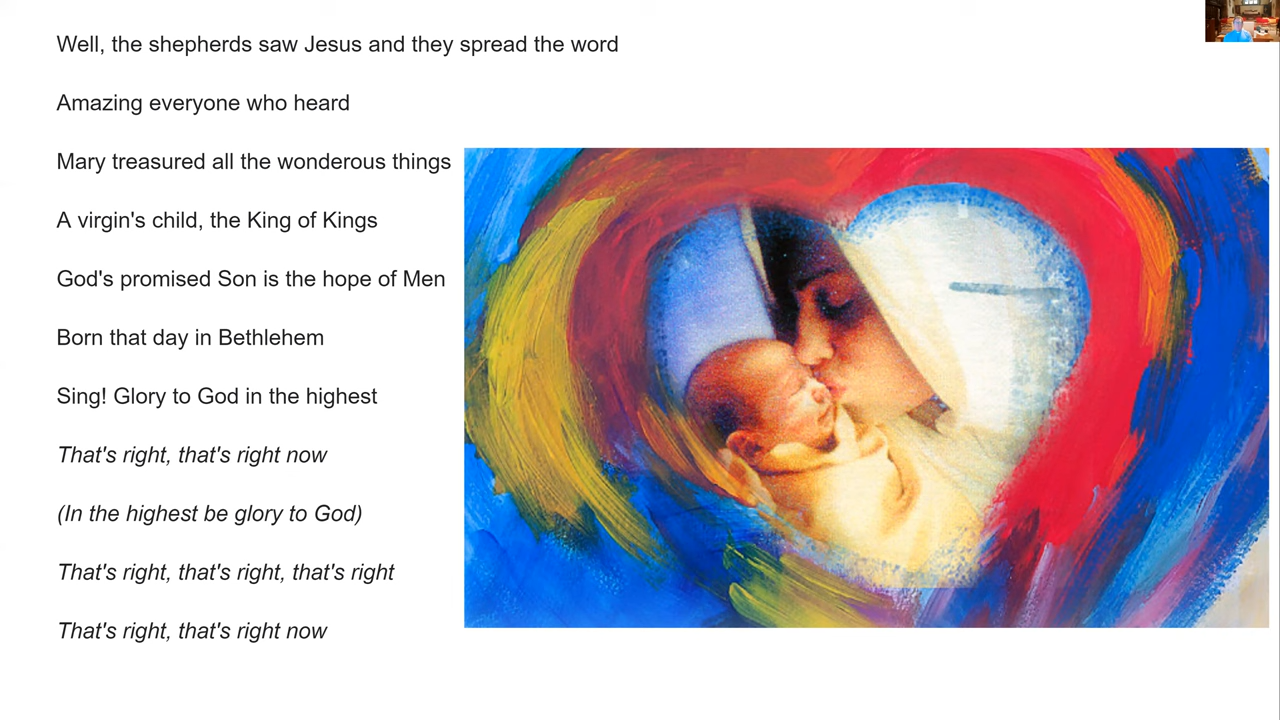 Well, the shepherds saw Jesus and they spread the word
Amazing everyone who heard
Mary treasured all the wonderous things
A virgin's child, the King of Kings
God's promised Son is the hope of Men
Born that day in Bethlehem
Sing! Glory to God in the highest
That's right, that's right now
(In the highest be glory to God)
That's right, that's right, that's right
That's right, that's right now